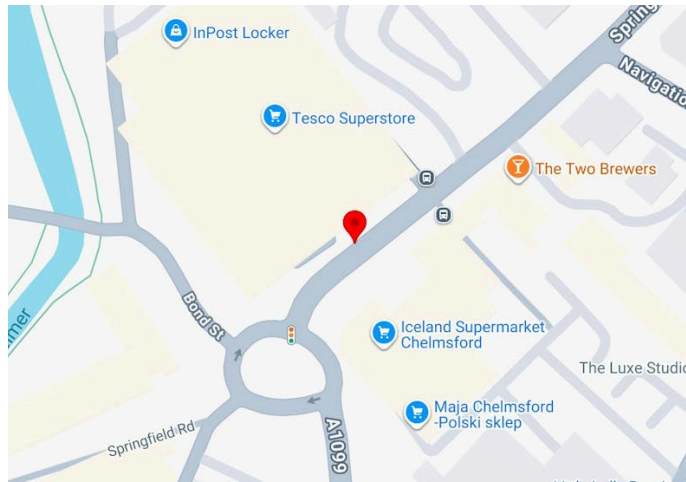 InPost Locker
Spring
Navigatio
Tesco Superstore
The Two Brewers
Bond St
Iceland Supermarket
Chelmsford
The Luxe Studio
Maja Chelmsford
-Polski sklep
A1099
Springfield Rd